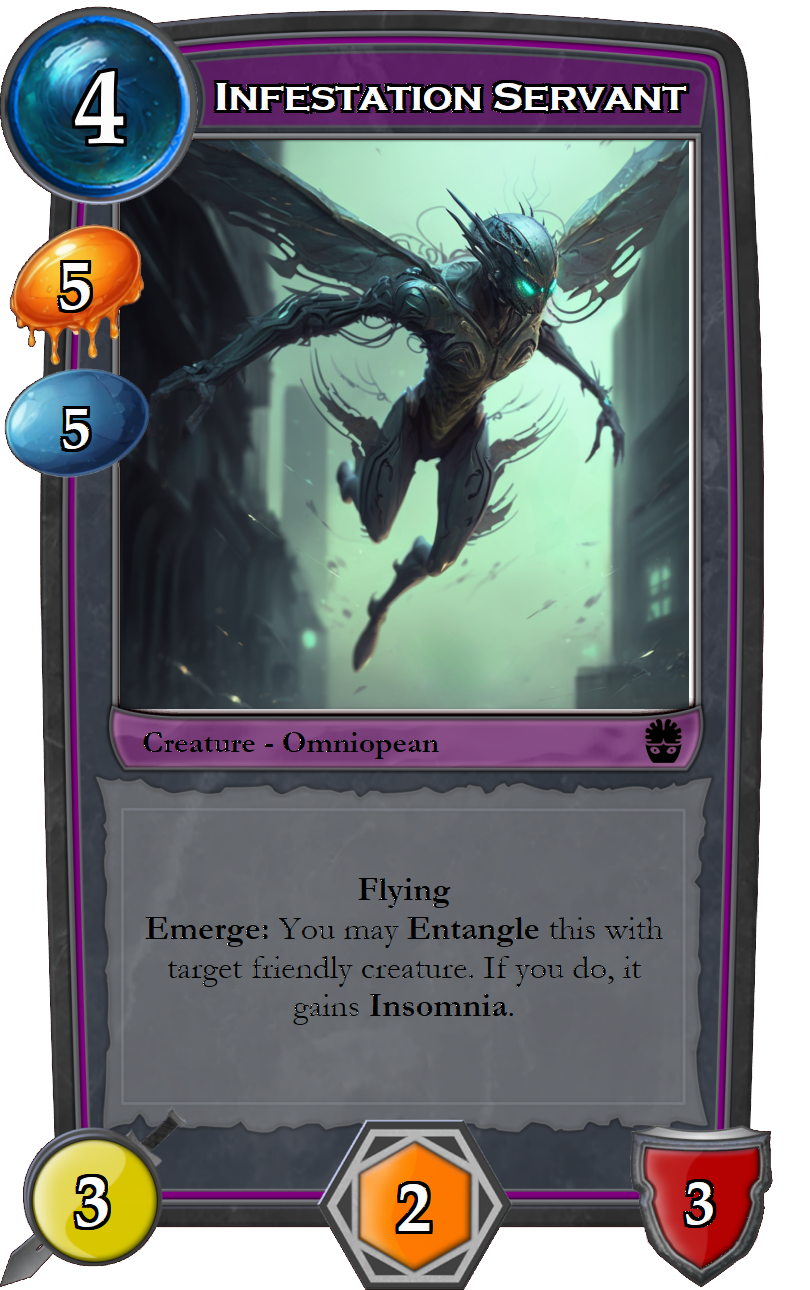 4
Infestation Servant
5
5
Creature - Omniopean
Flying
Emerge: You may Entangle this with
target friendly creature. If you do, it
gains Insomnia.
3
2
3